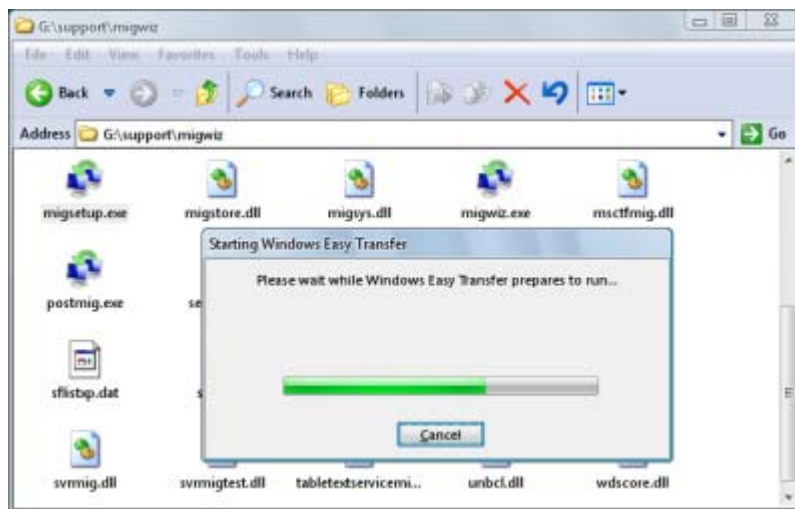 G:\support\migwiz
File Edit View Favorites Tools Help
Back Search Folders
Address G:\support\migwiz Go
migsetup.exe migstore.dll migsys.dll migwiz.exe msctfmig.dll
Starting Windows Easy Transfer
Please wait while Windows Easy Transfer prepares to run...
postmig.exe se
sflistxp.dat s
Cancel
svrmig.dll svrmigtest.dll tabletextservicemi... unbcl.dll wdscore.dll